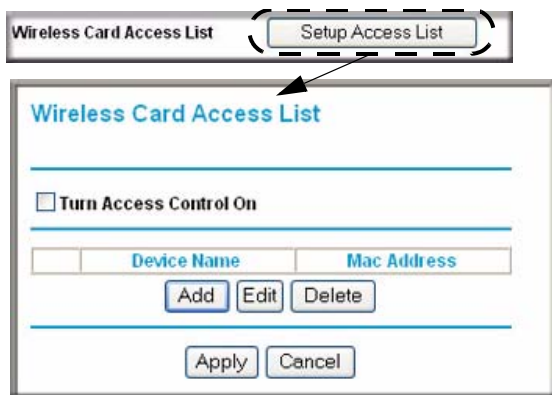 Wireless Card Access List Setup Access List
Wireless Card Access List
Turn Access Control On
Device Name Mac Address
Add Edit Delete
Apply Cancel